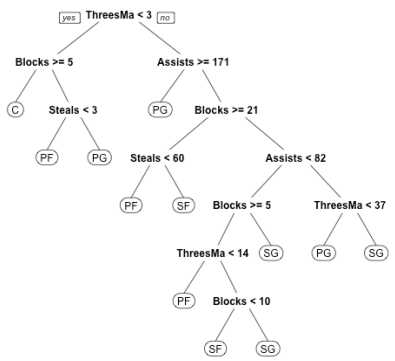 yes ThreesMa < 3 no
Blocks >= 5 Assists >= 171
C Steals < 3 PG Blocks >= 21
PF PG Steals < 60 Assists < 82
PF SF Blocks >= 5 ThreesMa < 37
ThreesMa < 14 SG PG SG
PF Blocks < 10
SF SG